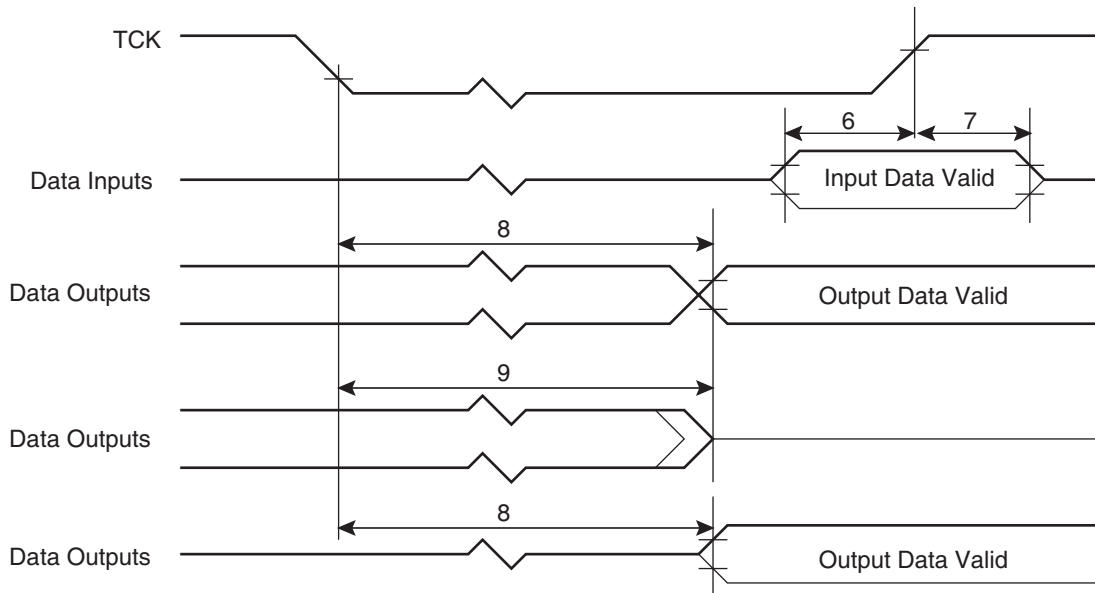 TCK
6
7
Data Inputs
Input Data Valid
8
Data Outputs
Output Data Valid
9
Data Outputs
8
Data Outputs
Output Data Valid